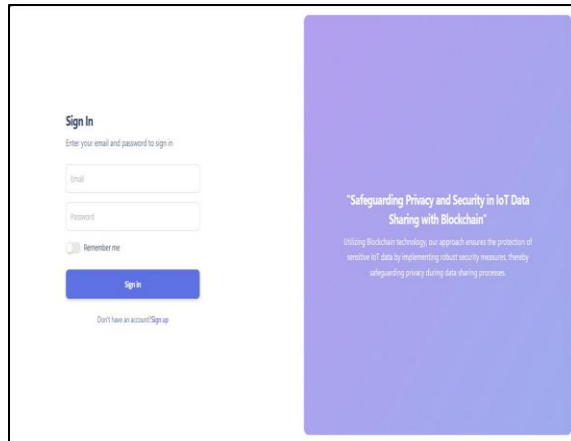 Sign In
Enter your email and password to sign in
Email
Password
Remember me
Sign in
Don't have an account?Sign up
"Safeguarding Privacy and Security in IoT Data
Sharing with Blockchain"
Utilizing Blockchain technology, our approach ensures the protection of
sensitive IoT data by implementing robust security measures, thereby
safeguarding privacy during data sharing processes.